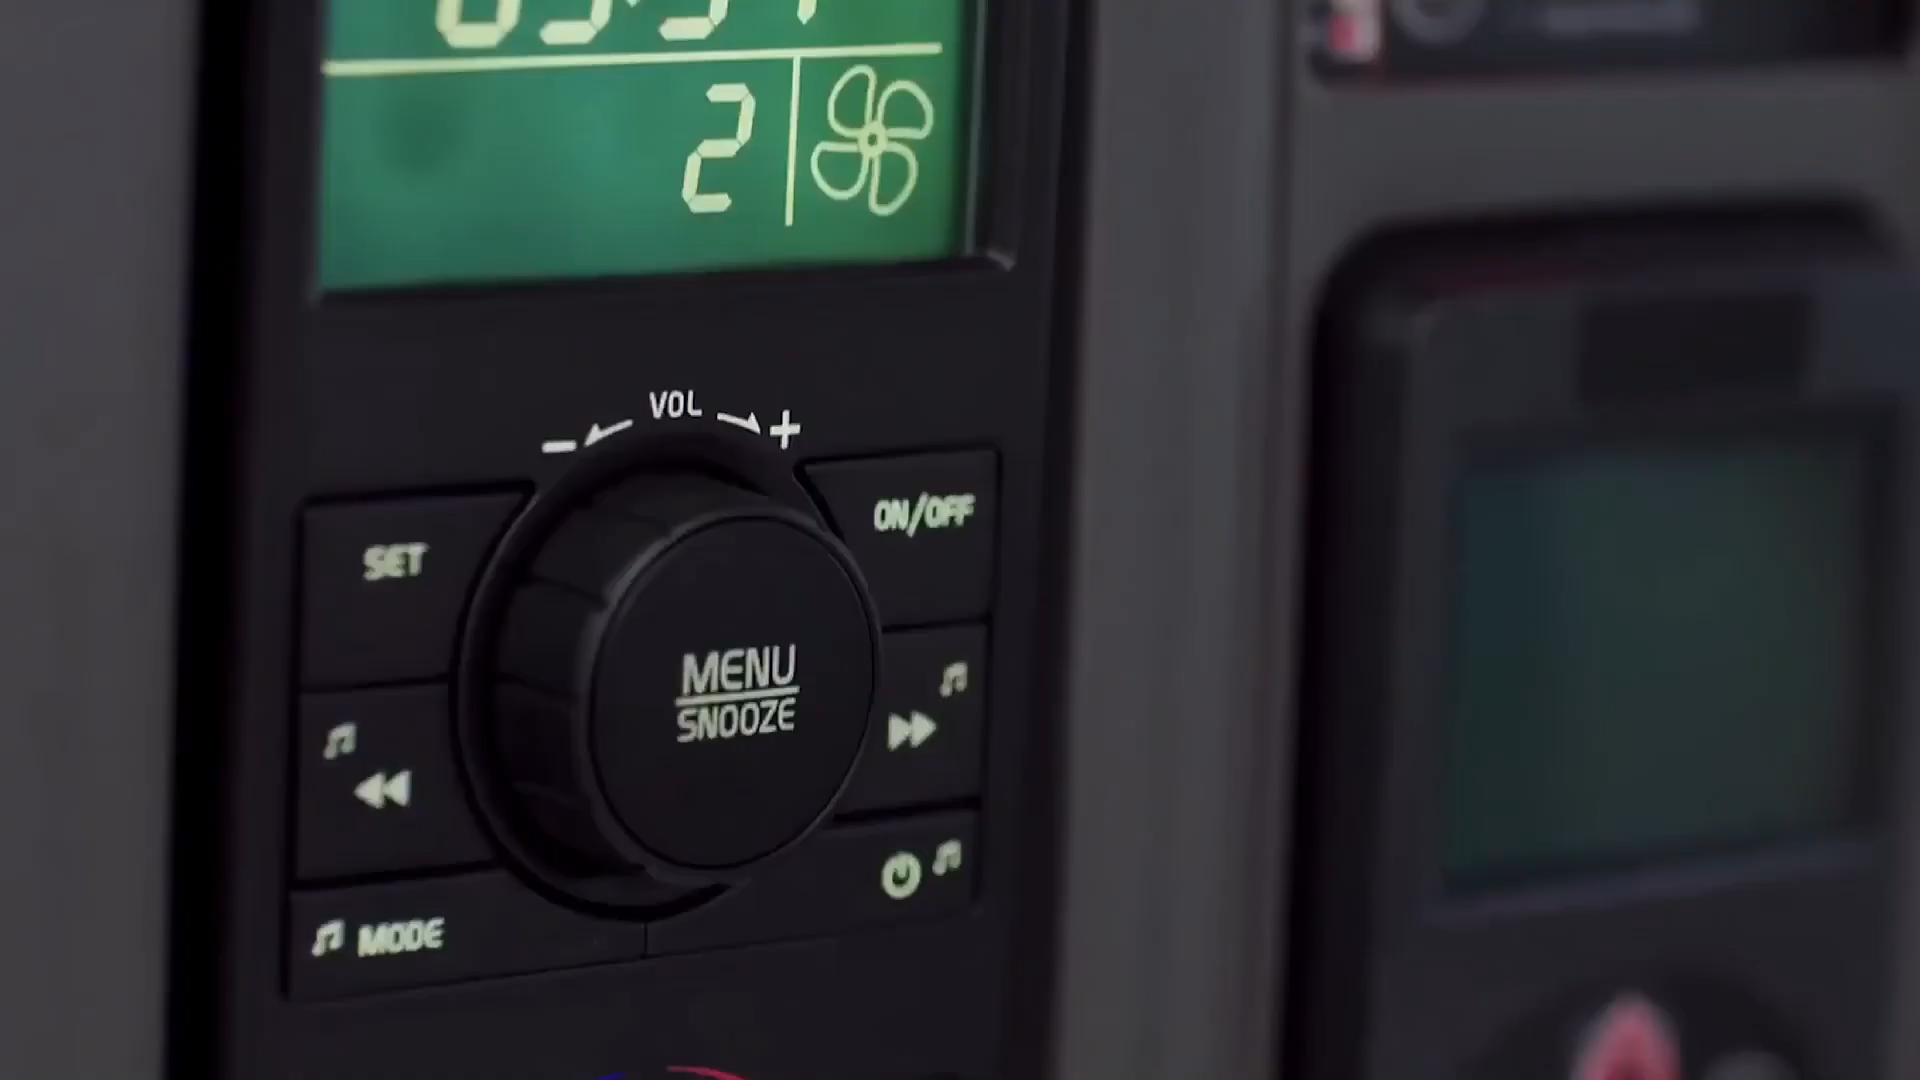 2
VOL
- +
SET
ON/OFF
MENU
SNOOZE
MODE